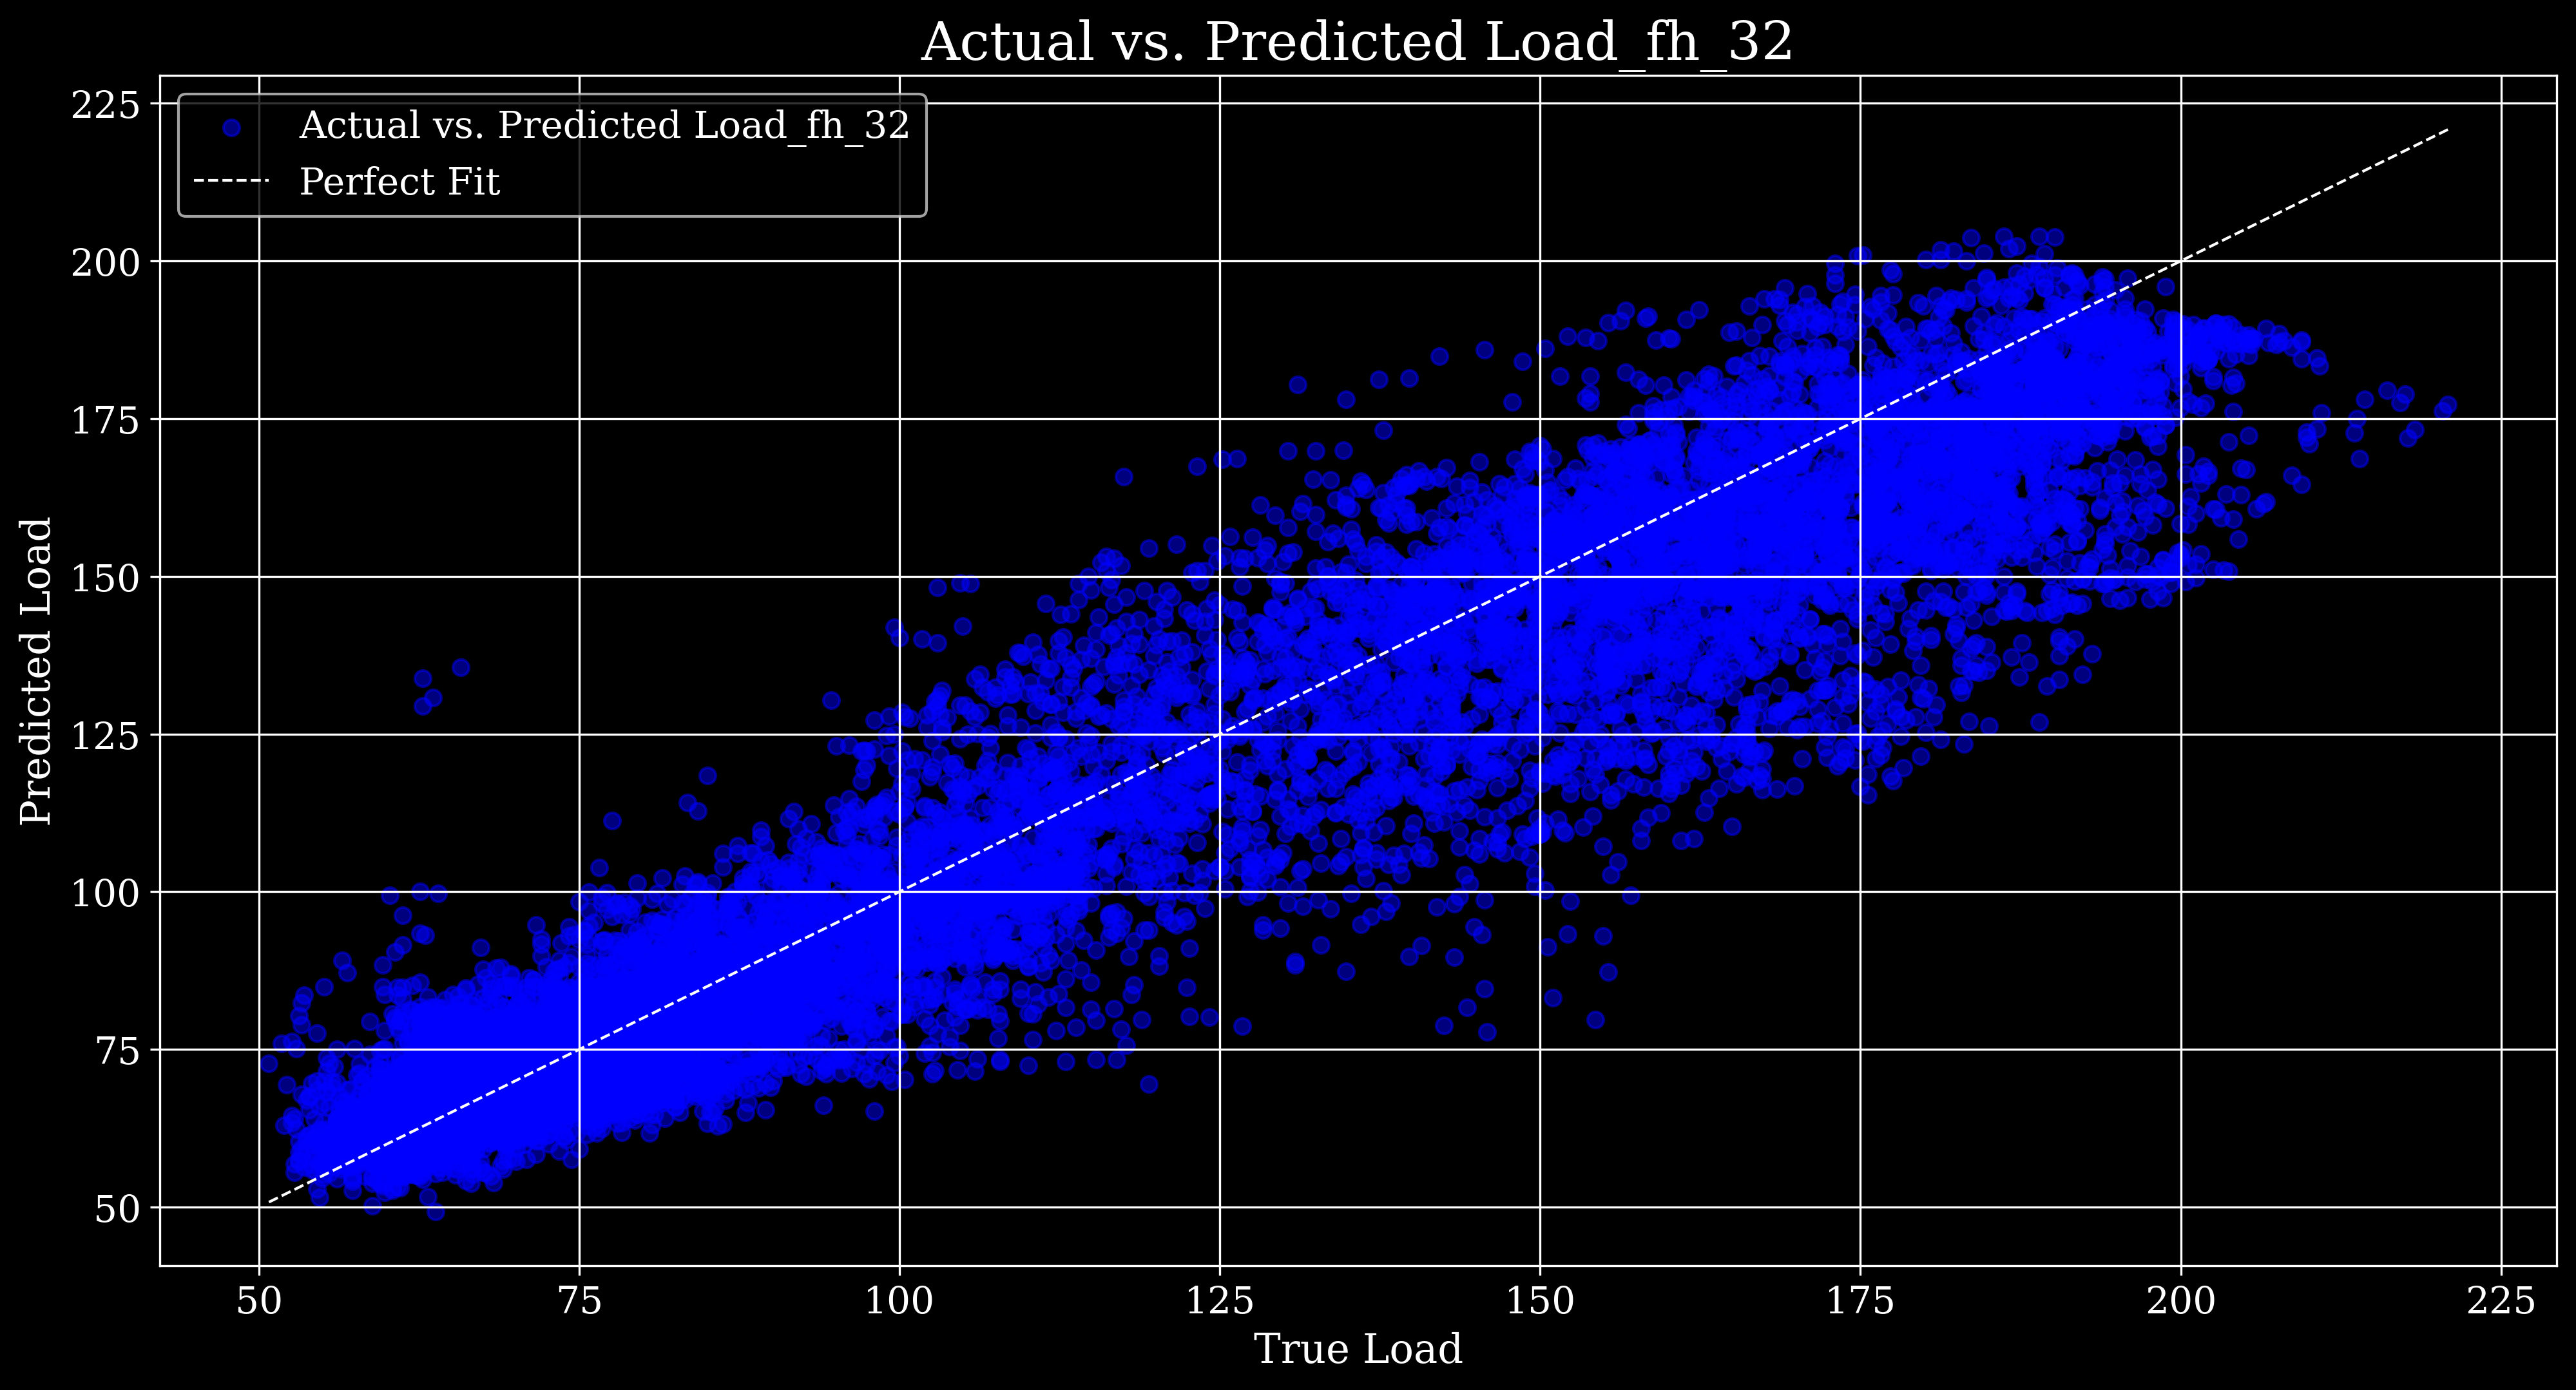 Actual vs. Predicted Load_fh_32
Actual vs. Predicted Load_fh_32
Perfect Fit
225
200
175
150
125
100
75
50
Predicted Load
50 75 100 125 150 175 200 225
True Load